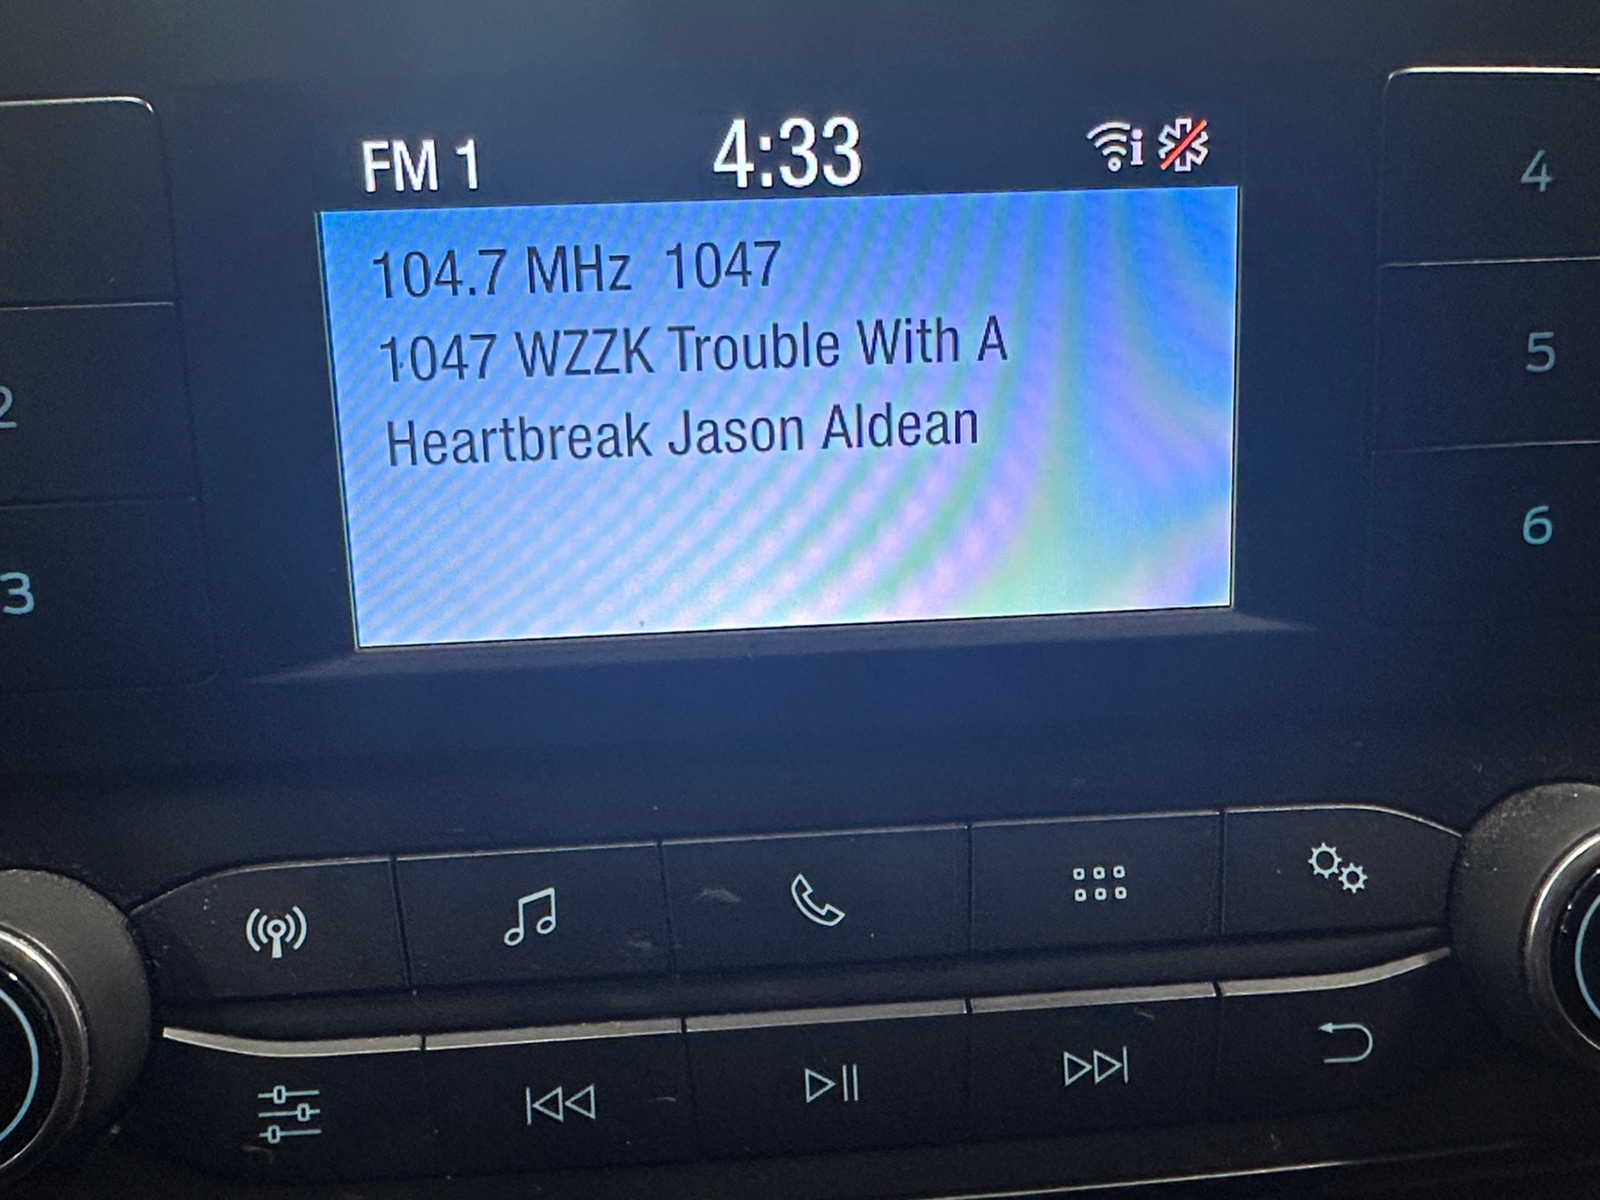 FM 1 4:33
104.7 MHz 1047
1047 WZZK Trouble With A
Heartbreak Jason Aldean
4
5
2
6
3